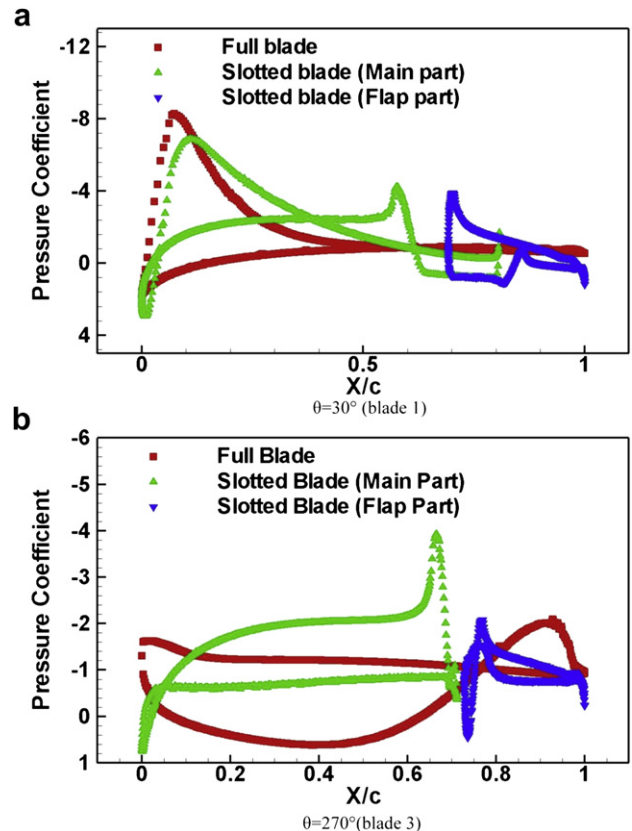 a
-12
-8
-4
0
4
Pressure Coefficient
Full blade
Slotted blade (Main part)
Slotted blade (Flap part)
0
0.5
1
X/c
θ=30° (blade 1)
b
-6
-5
-4
-3
-2
-1
0
1
Pressure Coefficient
Full Blade
Slotted Blade (Main Part)
Slotted Blade (Flap Part)
0
0.2
0.4
0.6
0.8
1
X/c
θ=270°(blade 3)